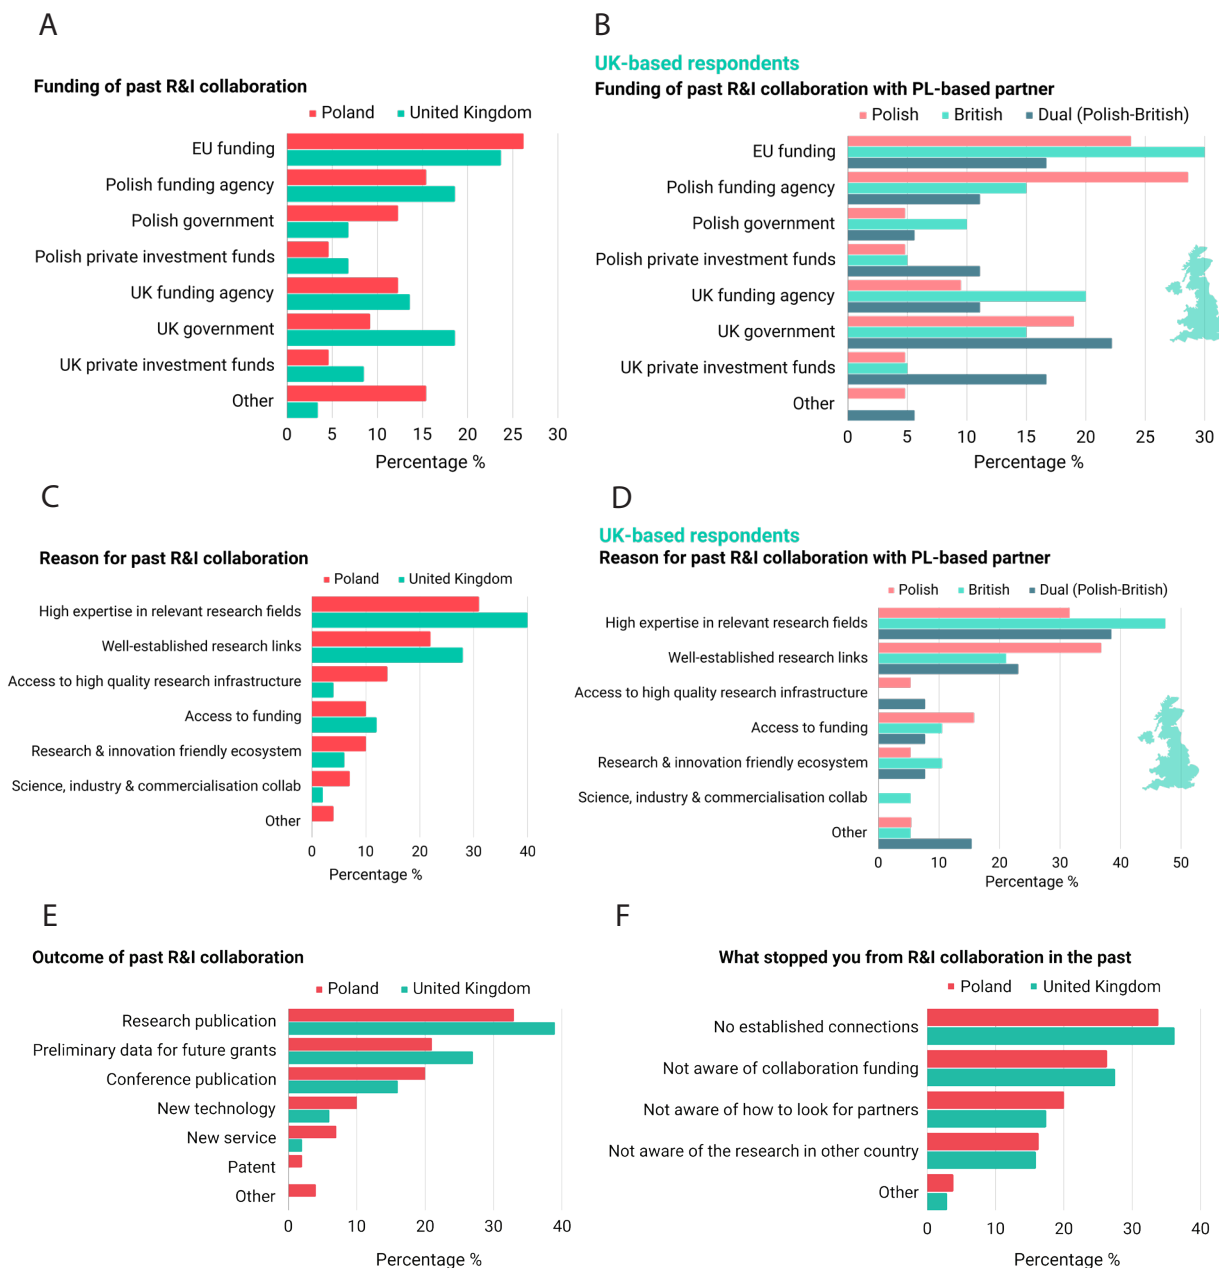 A
Funding of past R&I collaboration
Poland
United Kingdom
EU funding
Polish funding agency
Polish government
Polish private investment funds
UK funding agency
UK government
UK private investment funds
Other
0 5 10 15 20 25 30
Percentage %
B
UK-based respondents
Funding of past R&I collaboration with PL-based partner
Polish
British
Dual (Polish-British)
EU funding
Polish funding agency
Polish government
Polish private investment funds
UK funding agency
UK government
UK private investment funds
Other
0 5 10 15 20 25 30
Percentage %
C
Reason for past R&I collaboration
Poland
United Kingdom
High expertise in relevant research fields
Well-established research links
Access to high quality research infrastructure
Access to funding
Research & innovation friendly ecosystem
Science, industry & commercialisation collab
Other
0 10 20 30 40
Percentage %
D
UK-based respondents
Reason for past R&I collaboration with PL-based partner
Polish
British
Dual (Polish-British)
High expertise in relevant research fields
Well-established research links
Access to high quality research infrastructure
Access to funding
Research & innovation friendly ecosystem
Science, industry & commercialisation collab
Other
0 10 20 30 40 50
Percentage %
E
Outcome of past R&I collaboration
Poland
United Kingdom
Research publication
Preliminary data for future grants
Conference publication
New technology
New service
Patent
Other
0 10 20 30 40
Percentage %
F
What stopped you from R&I collaboration in the past
Poland
United Kingdom
No established connections
Not aware of collaboration funding
Not aware of how to look for partners
Not aware of the research in other country
Other
0 10 20 30 40
Percentage %